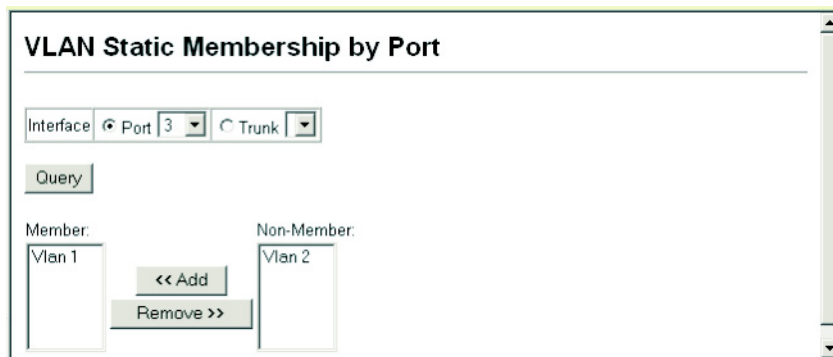 VLAN Static Membership by Port
Interface Port 3 Trunk
Query
Member: Non-Member:
Vlan 1 Vlan 2
<< Add
Remove >>